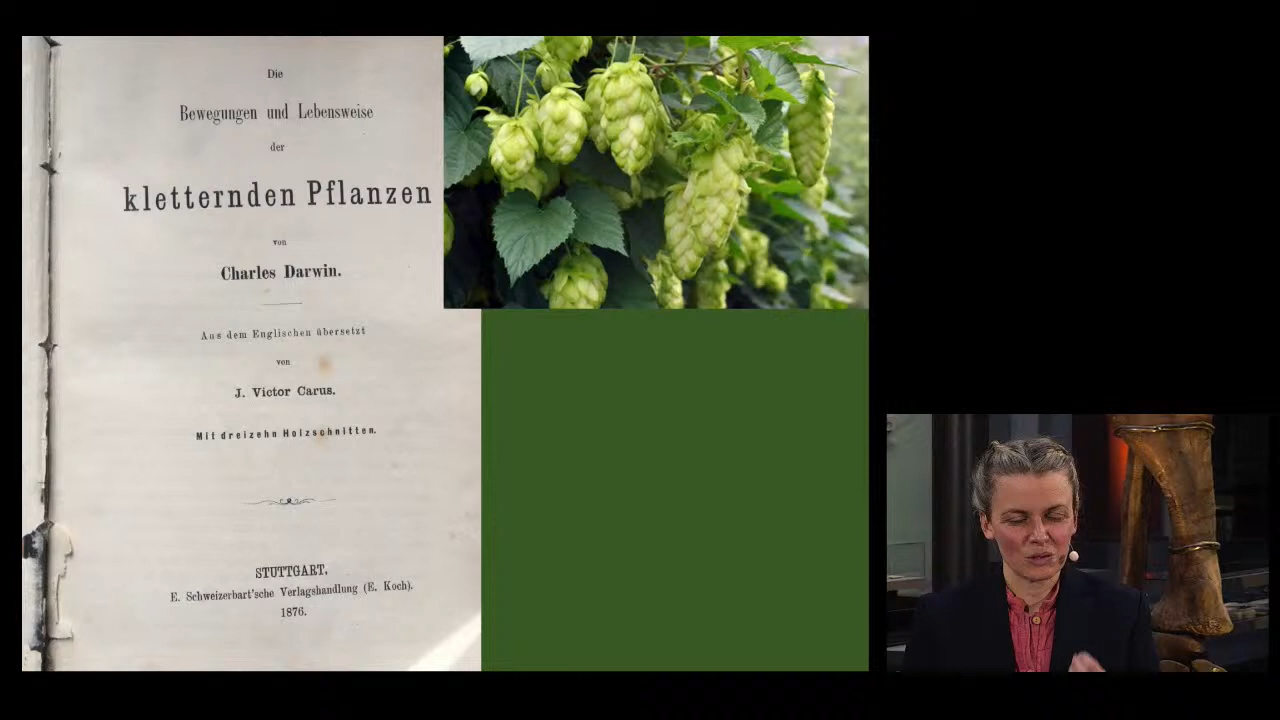 Die
Bewegungen und Lebensweise
der
kletternden Pflanzen
von
Charles Darwin.
Aus dem Englischen übersetzt
von
J. Victor Carus.
Mit dreizehn Holzschnitten.
STUTTGART.
E. Schweizerbart'sche Verlagshandlung (E. Koch).
1876.